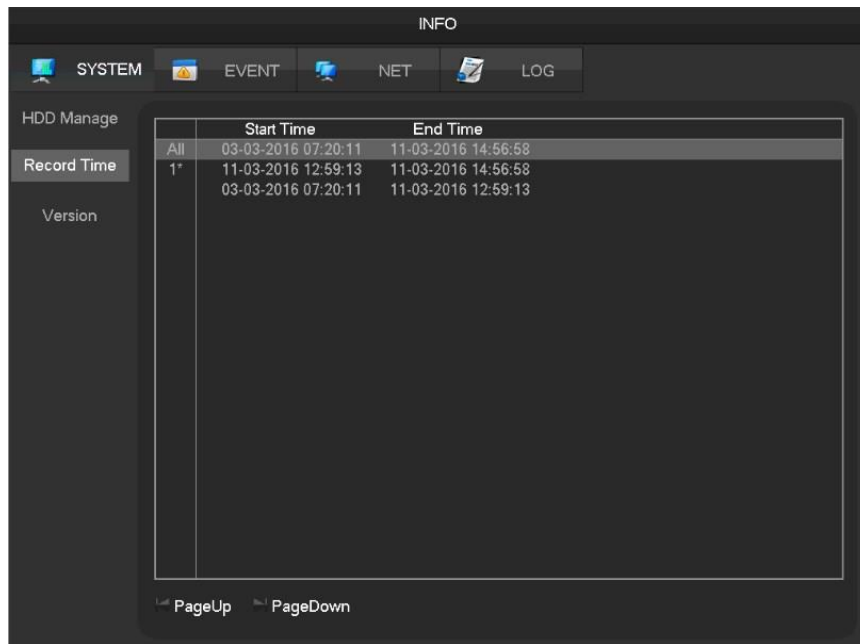 INFO
SYSTEM EVENT NET LOG
HDD Manage
Record Time
Version
Start Time End Time
All 03-03-2016 07:20:11 11-03-2016 14:56:58
1* 11-03-2016 12:59:13 11-03-2016 14:56:58
03-03-2016 07:20:11 11-03-2016 12:59:13
PageUp PageDown